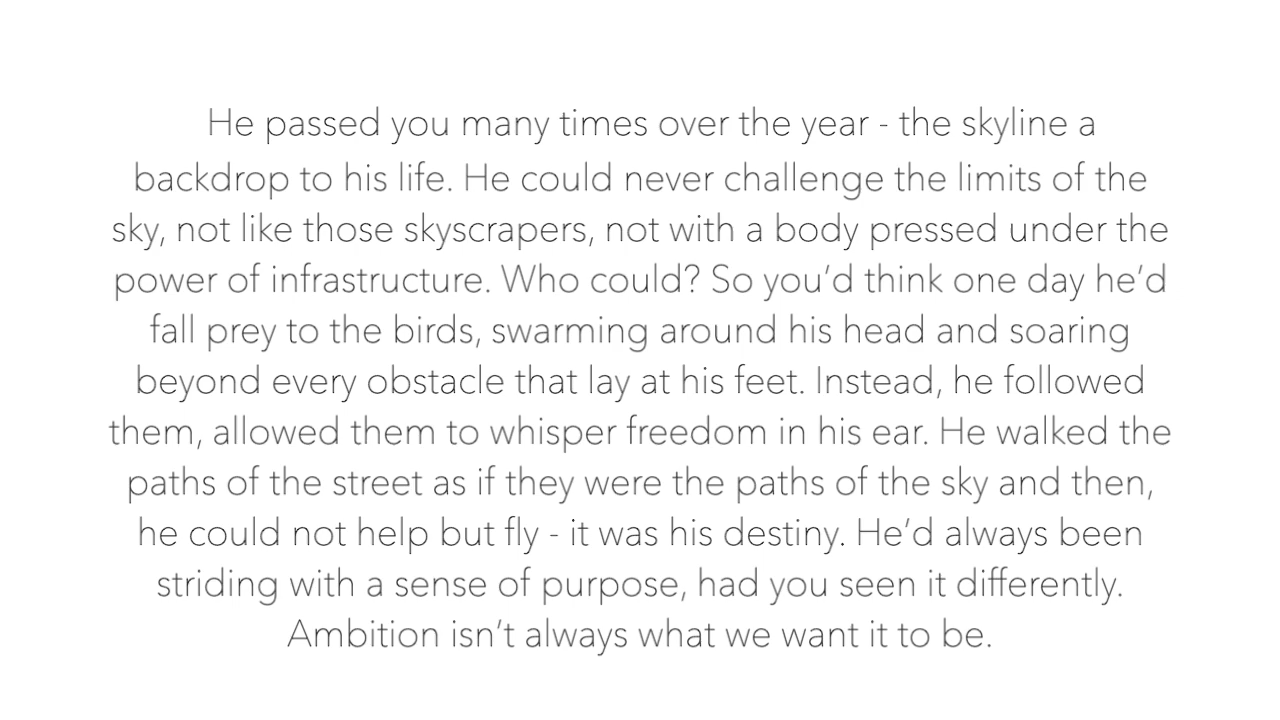 He passed you many times over the year - the skyline a
backdrop to his life. He could never challenge the limits of the
sky, not like those skyscrapers, not with a body pressed under the
power of infrastructure. Who could? So you’d think one day he’d
fall prey to the birds, swarming around his head and soaring
beyond every obstacle that lay at his feet. Instead, he followed
them, allowed them to whisper freedom in his ear. He walked the
paths of the street as if they were the paths of the sky and then,
he could not help but fly - it was his destiny. He’d always been
striding with a sense of purpose, had you seen it differently.
Ambition isn’t always what we want it to be.